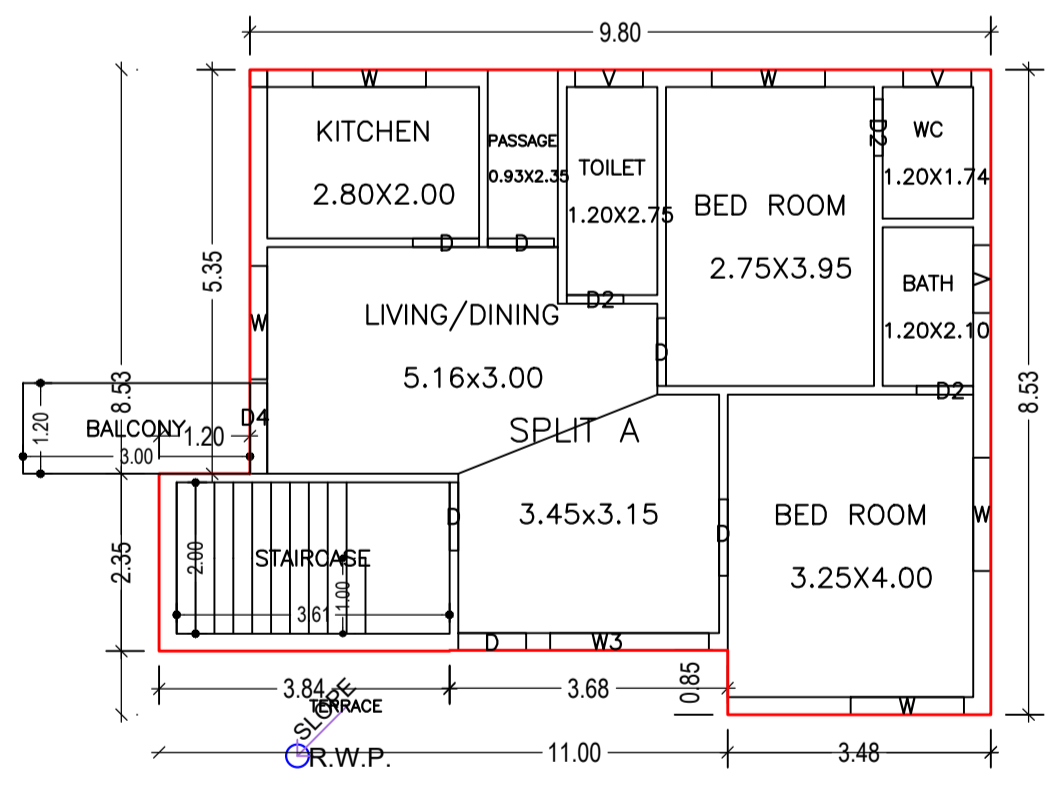 9.80
W
V
W
V
KITCHEN
2.80X2.00
PASSAGE
0.93X2.35
TOILET
1.20X2.75
BED ROOM
2.75X3.95
D2
WC
1.20X1.74
D
D
5.35
W
LIVING/DINING
5.16x3.00
D2
D
BATH
1.20X2.10
V
D2
8.53
8.53
1.20
BALCONY
1.20
3.00
D4
SPLIT A
3.45x3.15
D
D
BED ROOM
3.25X4.00
W
2.35
2.00
STAIRCASE
1.00
3.61
D
W3
W
0.85
3.84
3.68
TERRACE
SLOPE
R.W.P.
11.00
3.48